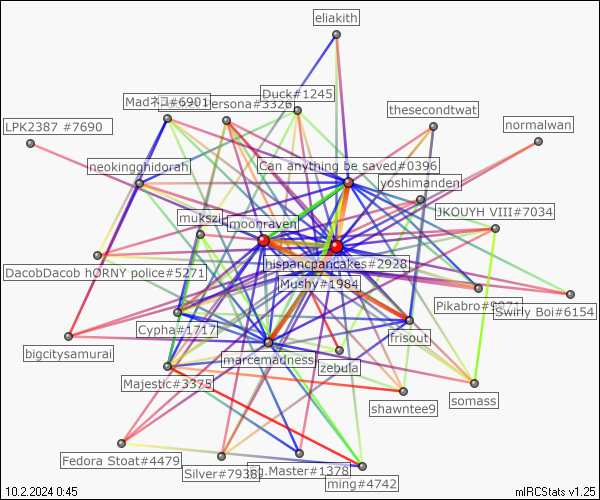 eliakith
Duck#1245
Madネコ#6901
ersona#3326
thesecondtwat
LPK2387 #7690
normalwan
neokingghidorah
Can anything be saved#0396
yoshimanden
mukszi
moonraven
JKOUYH VIII#7034
hispancpancakes#2928
DacobDacob hORNY police#5271
Mushy#1984
Swirly Boi#6154
Cypha#1717
frisout
bigcitysamurai
marcemadness
zebula
Majestic#3375
somass
shawntee9
Fedora Stoat#4479
Silver#7938
g.Master#1378
ming#4742
10.2.2024 0:45
mIRCStats v1.25